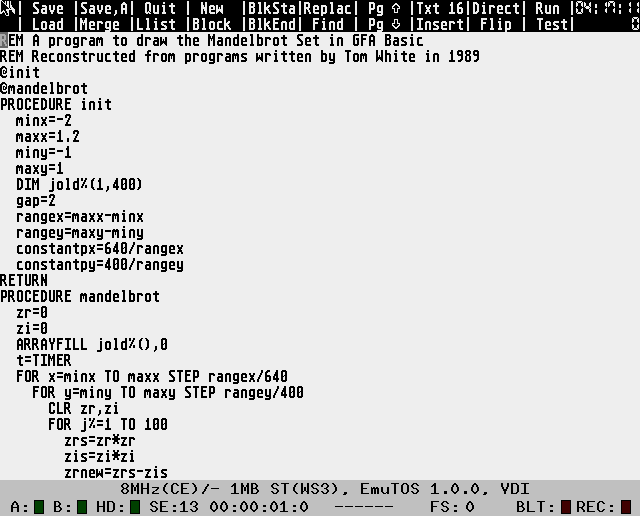 Save |Save,A| Quit | New |BlkSta|Replac| Pg ⇧ |Txt 16|Direct| Run |04:17:11
Load |Merge |Llist |Block |BlkEnd| Find | Pg ⇩ |Insert| Flip | Test| 0
REM A program to draw the Mandelbrot Set in GFA Basic
REM Reconstructed from programs written by Tom White in 1989
@init
@mandelbrot
PROCEDURE init
  minx=-2
  maxx=1.2
  miny=-1
  maxy=1
  DIM jold%(1,400)
  gap=2
  rangex=maxx-minx
  rangey=maxy-miny
  constantpx=640/rangex
  constantpy=400/rangey
RETURN
PROCEDURE mandelbrot
  zr=0
  zi=0
  ARRAYFILL jold%(),0
  t=TIMER
  FOR x=minx TO maxx STEP rangex/640
    FOR y=miny TO maxy STEP rangey/400
      CLR zr,zi
      FOR j%=1 TO 100
        zrs=zr*zr
        zis=zi*zi
        zrnew=zrs-zis
8MHz(CE)/- 1MB ST(WS3), EmuTOS 1.0.0, VDI
A: B: HD: SE:13 00:00:01:0 ------ FS: 0 BLT: REC: